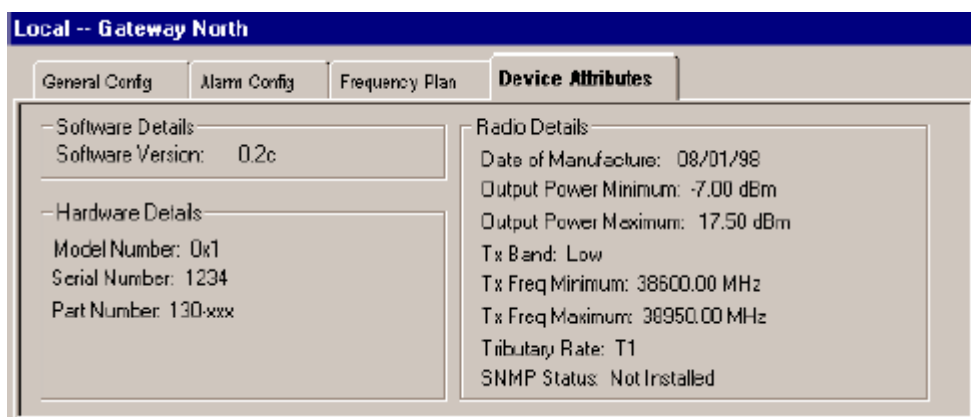 Local -- Gateway North
General Config
Alarm Config
Frequency Plan
Device Attributes
Software Details
Software Version: 0.2c
Hardware Details
Model Number: 0x1
Serial Number: 1234
Part Number: 130-xxx
Radio Details
Date of Manufacture: 08/01/98
Output Power Minimum: -7.00 dBm
Output Power Maximum: 17.50 dBm
Tx Band: Low
Tx Freq Minimum: 38600.00 MHz
Tx Freq Maximum: 38950.00 MHz
Tributary Rate: T1
SNMP Status: Not Installed